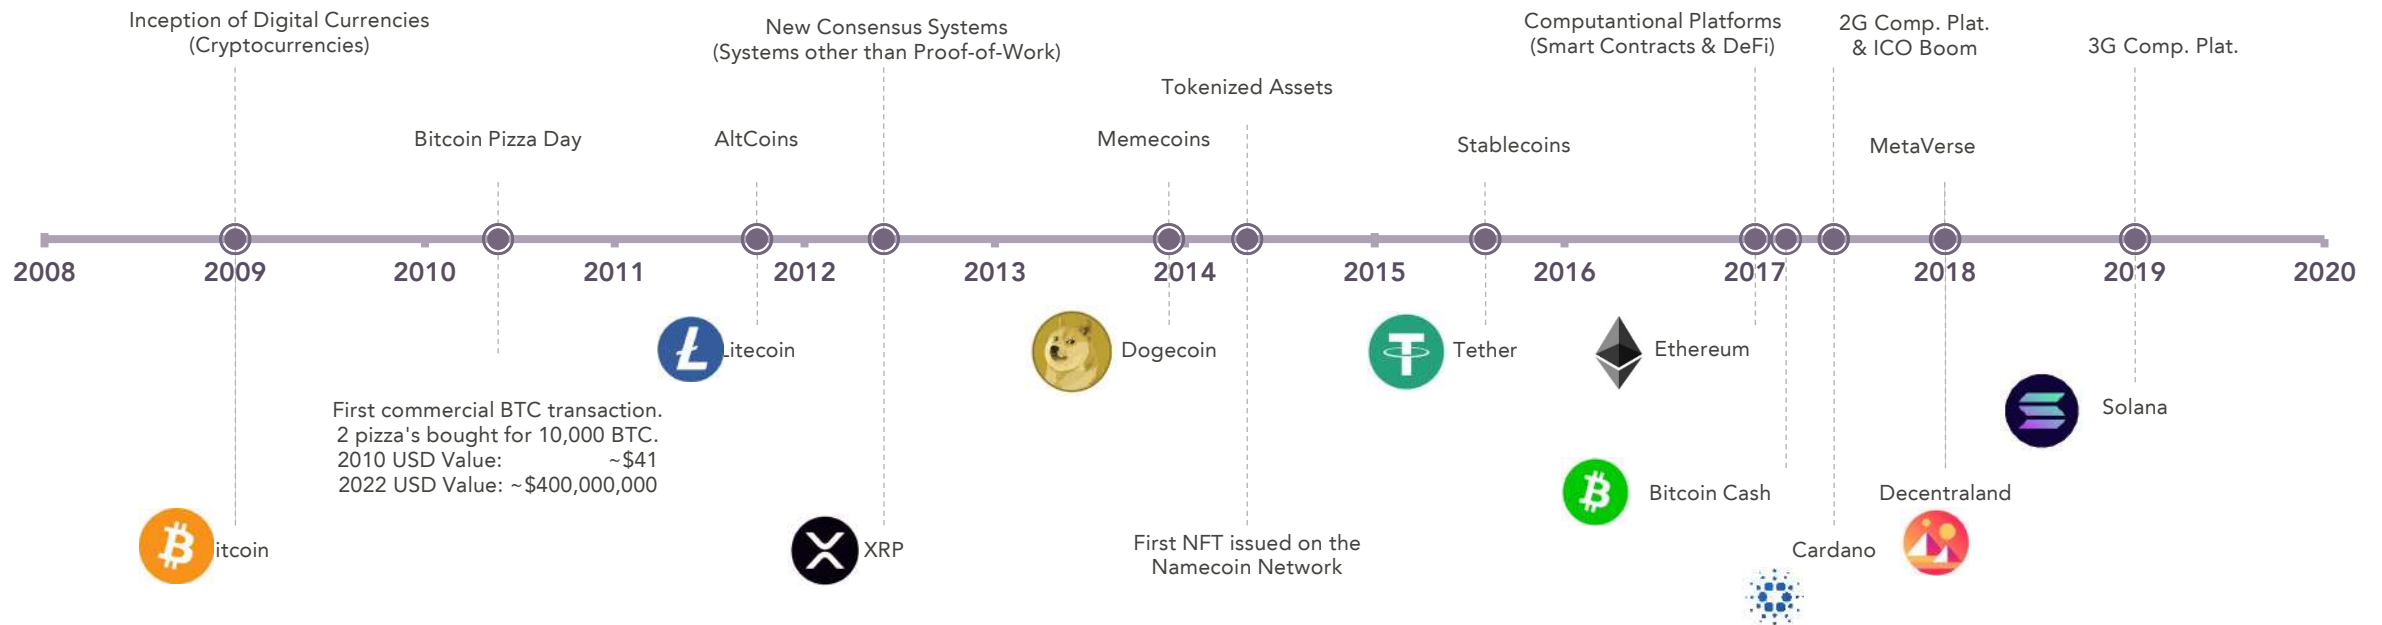 Inception of Digital Currencies
(Cryptocurrencies)
New Consensus Systems
(Systems other than Proof-of-Work)
Computantional Platforms
(Smart Contracts & DeFi)
2G Comp. Plat.
& ICO Boom
3G Comp. Plat.
Tokenized Assets
Bitcoin Pizza Day
AltCoins
Memecoins
Stablecoins
MetaVerse
2008
2009
2010
2011
2012
2013
2014
2015
2016
2017
2018
2019
2020
Litecoin
Dogecoin
Tether
Ethereum
Solana
First commercial BTC transaction.
2 pizza's bought for 10,000 BTC.
2010 USD Value: ~$41
2022 USD Value: ~$400,000,000
Bitcoin Cash
Decentraland
itcoin
XRP
First NFT issued on the
Namecoin Network
Cardano